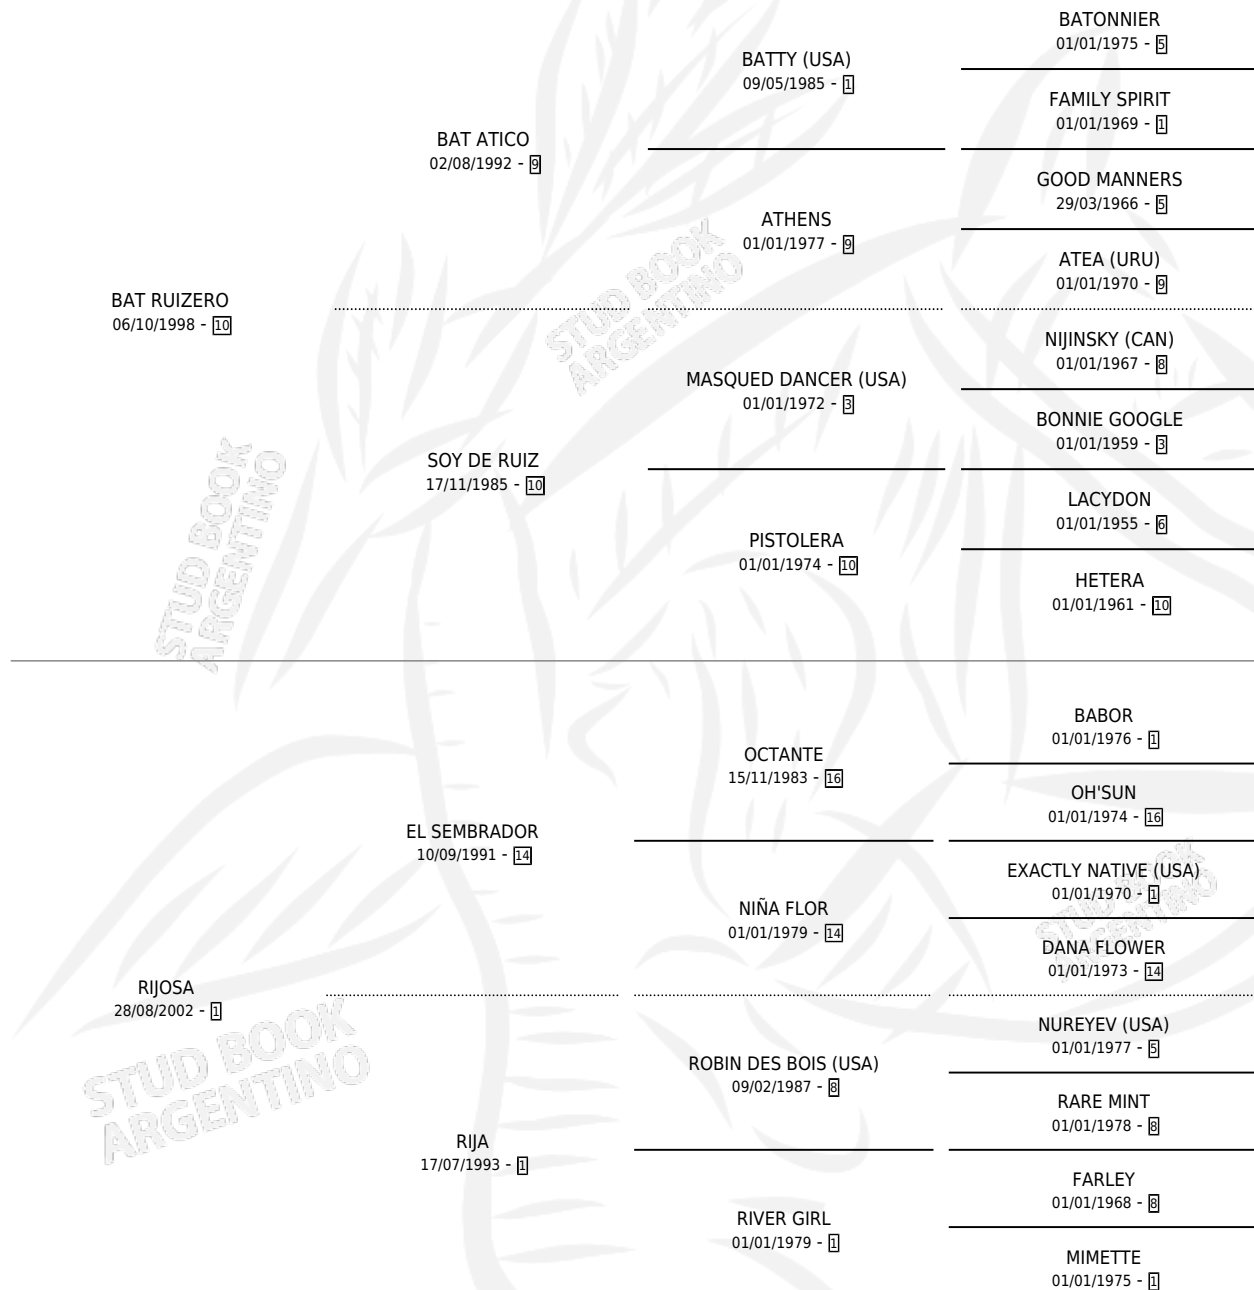 BATONNIER
01/01/1975 - 5
BATTY (USA)
09/05/1985 - 1
FAMILY SPIRIT
01/01/1969 - 1
BAT ATICO
02/08/1992 - 9
GOOD MANNERS
29/03/1966 - 5
ATHENS
01/01/1977 - 9
ATEA (URU)
01/01/1970 - 9
BAT RUIZERO
06/10/1998 - 10
STUD BOOK
ARGENTINO
NIJINSKY (CAN)
01/01/1967 - 8
MASQUED DANCER (USA)
01/01/1972 - 3
BONNIE GOOGLE
01/01/1959 - 3
SOY DE RUIZ
17/11/1985 - 10
LACYDON
01/01/1955 - 6
PISTOLERA
01/01/1974 - 10
HETERA
01/01/1961 - 10
STUD BOOK
ARGENTINO
BABOR
01/01/1976 - 1
OCTANTE
15/11/1983 - 16
OH'SUN
01/01/1974 - 16
EL SEMBRADOR
10/09/1991 - 14
EXACTLY NATIVE (USA)
01/01/1970 - 1
NIÑA FLOR
01/01/1979 - 14
STUD BOOK
ARGENTINO
DANA FLOWER
01/01/1973 - 14
RIJOSA
28/08/2002 - 1
STUD BOOK
ARGENTINO
NUREYEV (USA)
01/01/1977 - 5
ROBIN DES BOIS (USA)
09/02/1987 - 8
RARE MINT
01/01/1978 - 8
RIJA
17/07/1993 - 1
FARLEY
01/01/1968 - 8
RIVER GIRL
01/01/1979 - 1
MIMETTE
01/01/1975 - 1